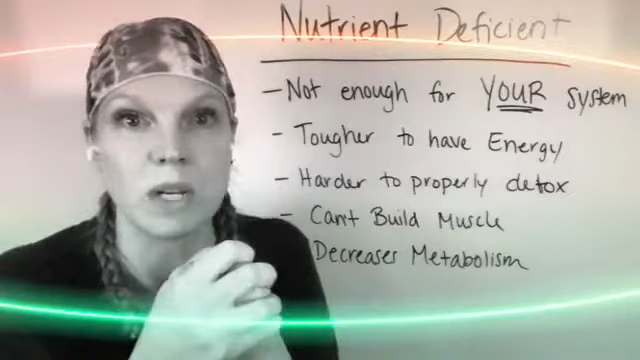 Nutrient Deficient
- Not enough for YOUR system
- Tougher to have Energy
- Harder to properly detox
- Can't Build Muscle
Decreases Metabolism